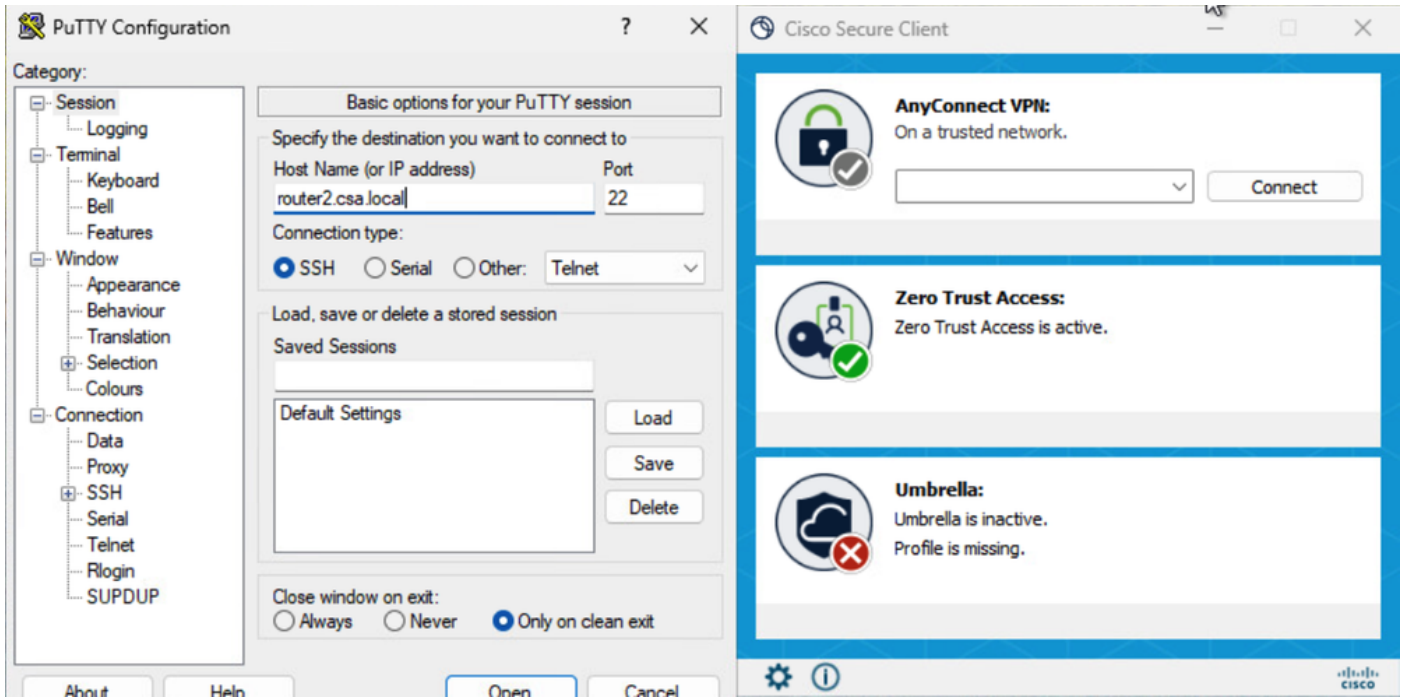 PuTTY Configuration
?
Category:
Session
Logging
Terminal
Keyboard
Bell
Features
Window
Appearance
Behaviour
Translation
Selection
Colours
Connection
Data
Proxy
SSH
Serial
Telnet
Rlogin
SUPDUP
Basic options for your PuTTY session
Specify the destination you want to connect to
Host Name (or IP address) Port
router2.csa.local 22
Connection type:
SSH Serial Other: Telnet
Load, save or delete a stored session
Saved Sessions
Default Settings
Load
Save
Delete
Close window on exit:
Always Never Only on clean exit
About Help Open Cancel
Cisco Secure Client
AnyConnect VPN:
On a trusted network.
Connect
Zero Trust Access:
Zero Trust Access is active.
Umbrella:
Umbrella is inactive.
Profile is missing.
CISCO